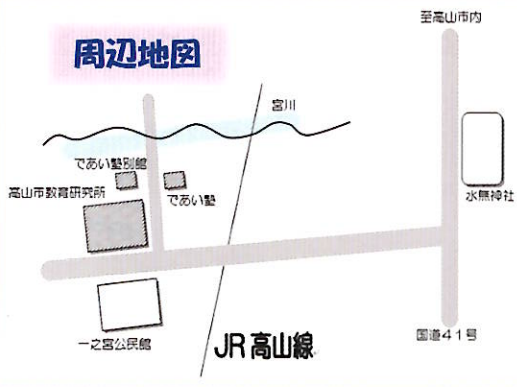 至高山市内
周辺地図
宮川
であい塾別館
高山市教育研究所
であい塾
水無神社
一之宮公民館
JR高山線
国道41号